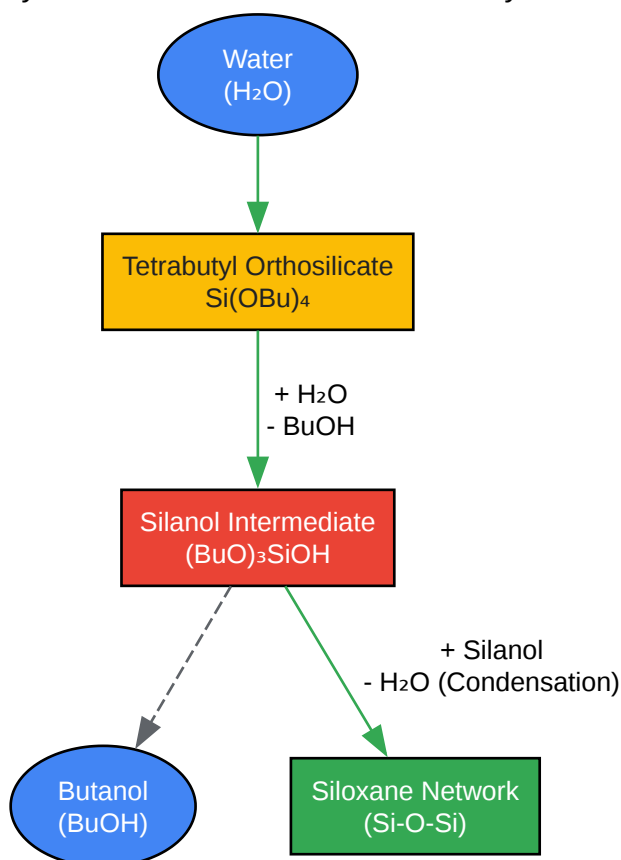 Water
(H₂O)
Tetrabutyl Orthosilicate
Si(OBu)₄
+ H₂O
- BuOH
Silanol Intermediate
(BuO)₃SiOH
+ Silanol
- H₂O (Condensation)
Butanol
(BuOH)
Siloxane Network
(Si-O-Si)